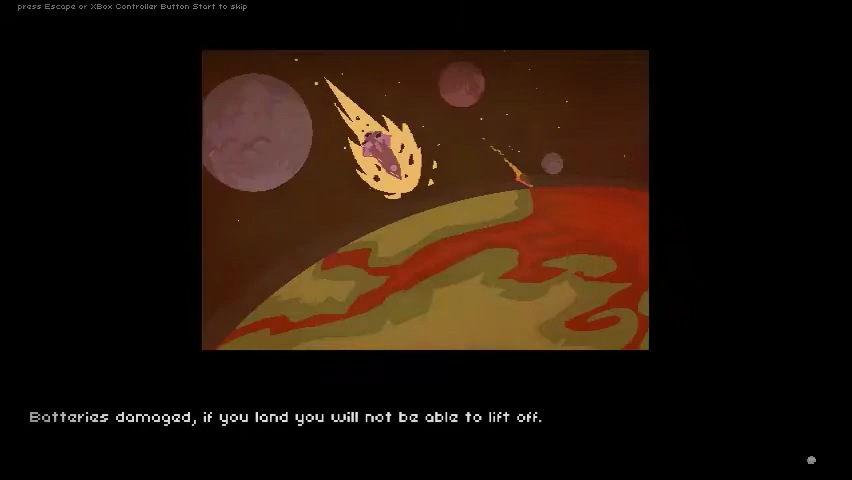 press Escape or XBox Controller Button Start to skip
Batteries damaged, if you land you will not be able to lift off.